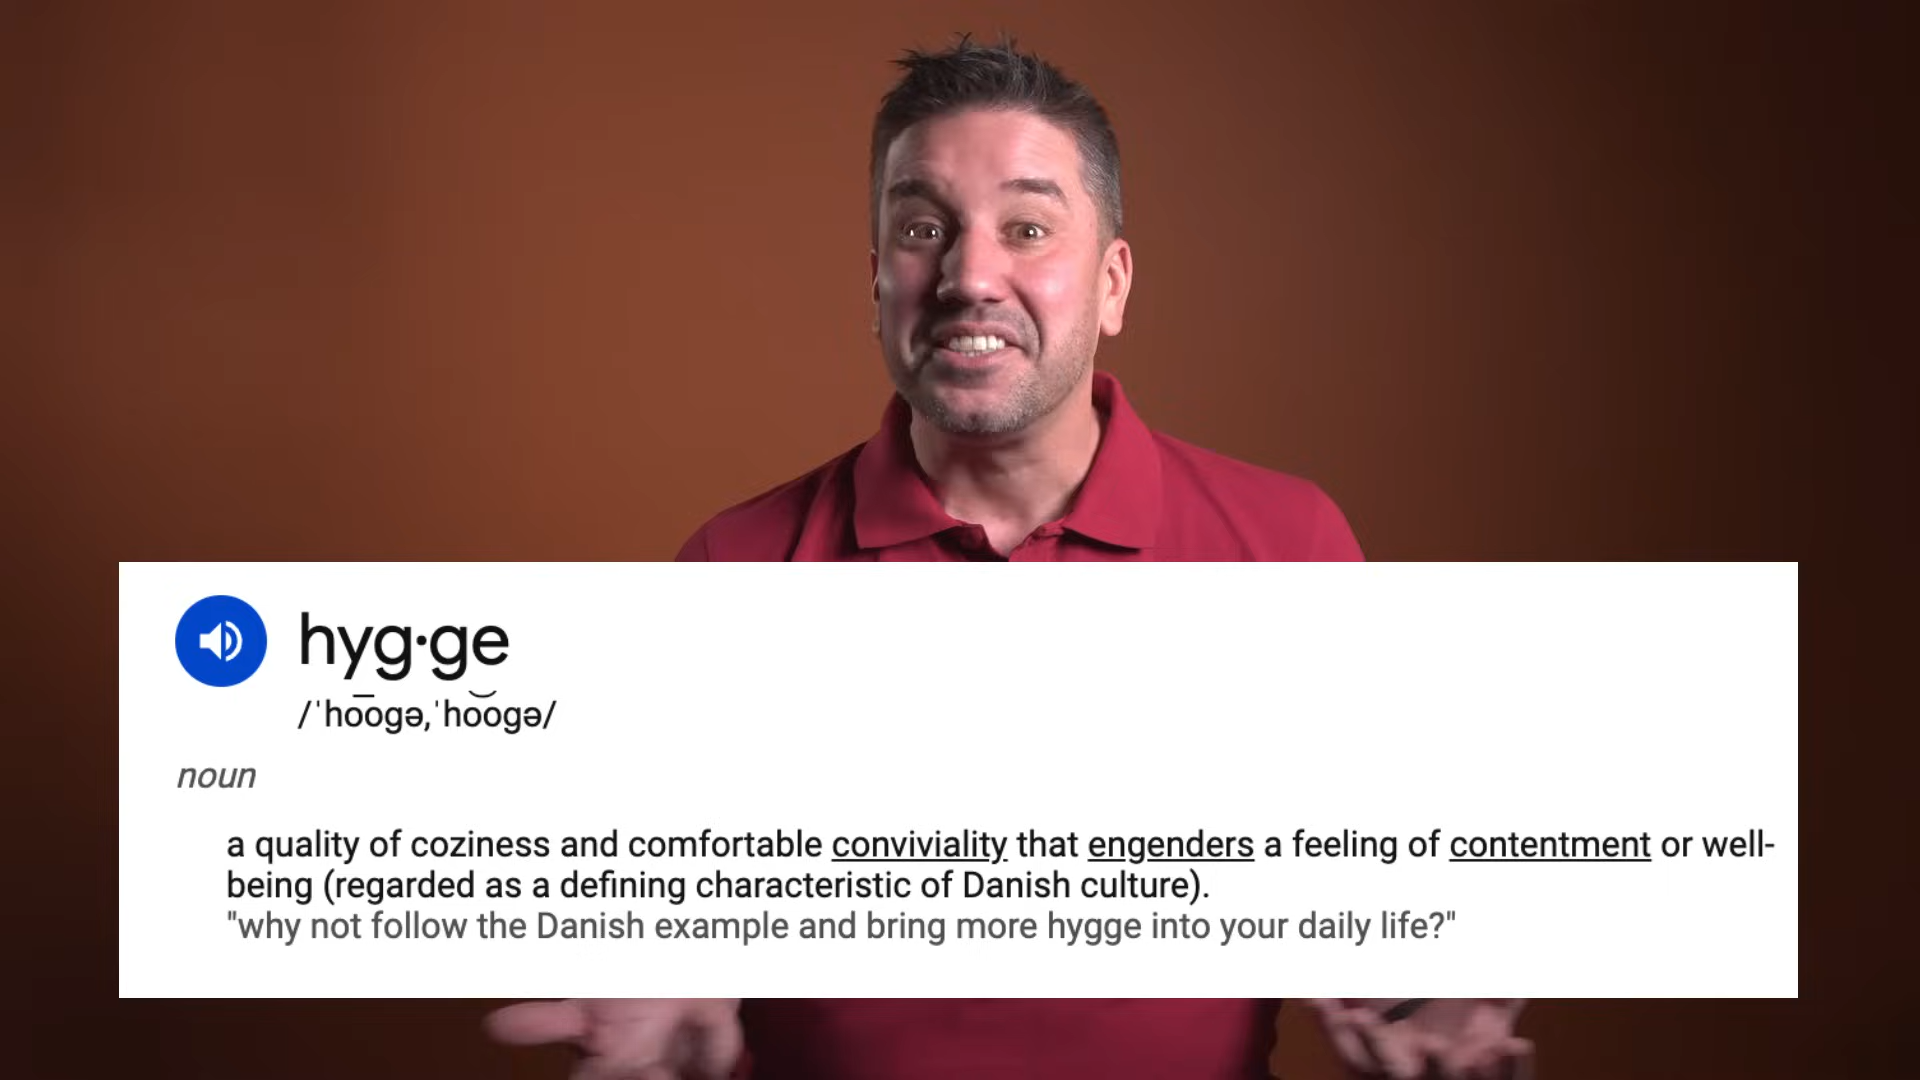 hyg·ge
/ˈho͞oɡə,ˈho͝oɡə/
noun
a quality of coziness and comfortable conviviality that engenders a feeling of contentment or well-
being (regarded as a defining characteristic of Danish culture).
"why not follow the Danish example and bring more hygge into your daily life?"